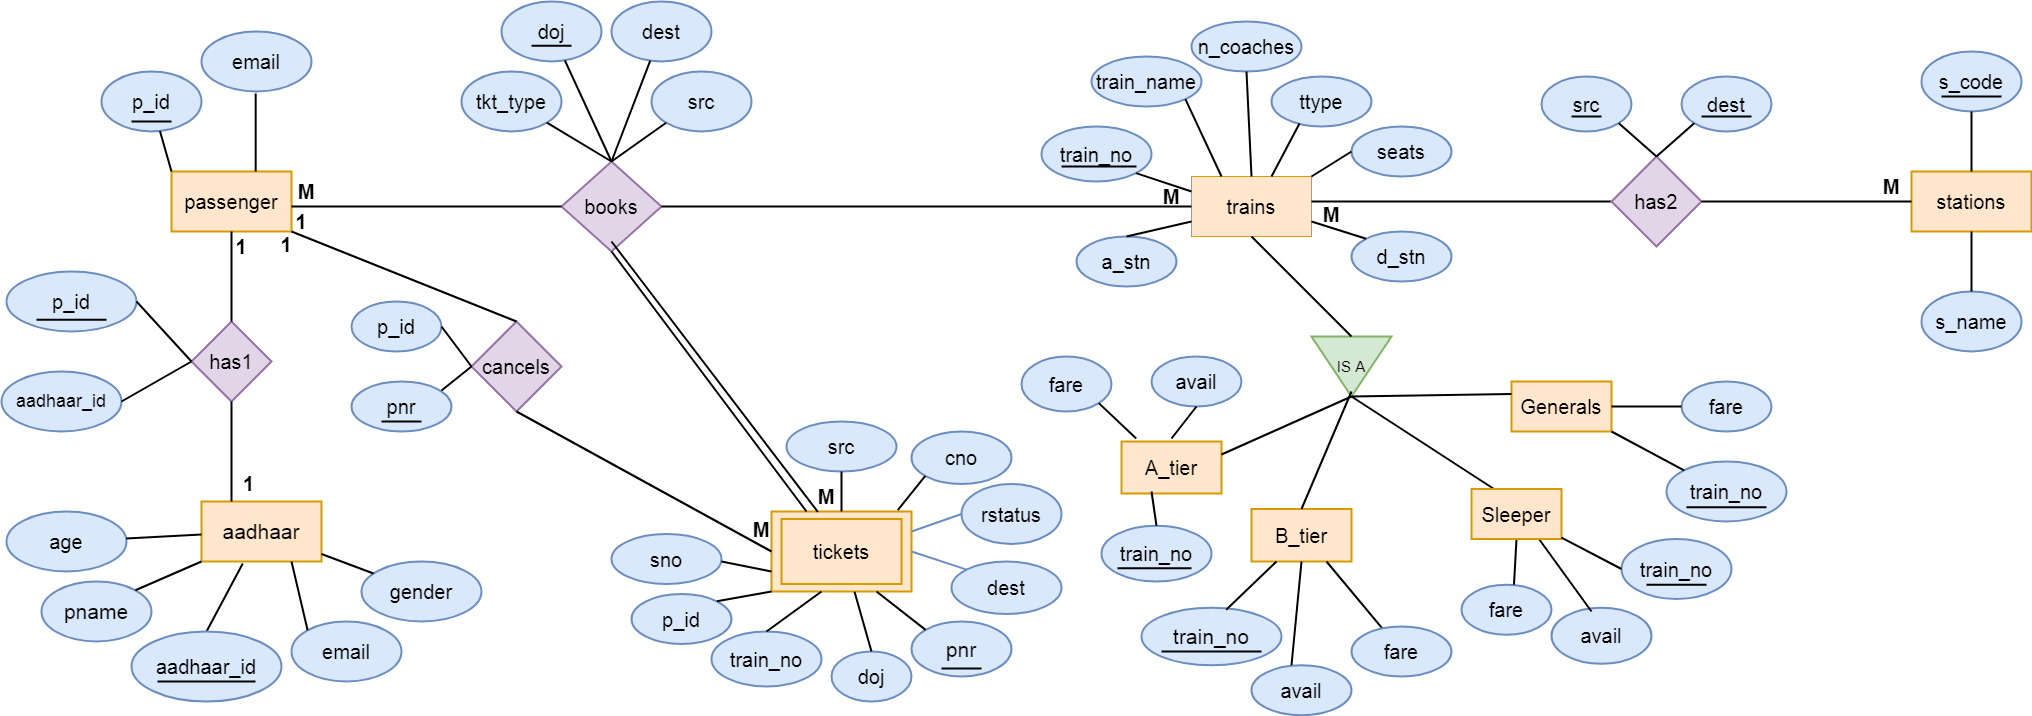 doj
dest
n_coaches
email
p_id
tkt_type
src
train_name
ttype
src
dest
s_code
train_no
seats
passenger
M
books
M
trains
M
has2
M
stations
1
1
1
a_stn
d_stn
p_id
p_id
s_name
has1
cancels
IS A
aadhaar_id
pnr
fare
avail
Generals
fare
src
cno
A_tier
1
M
train_no
age
aadhaar
M
rstatus
tickets
sno
dest
train_no
B_tier
Sleeper
train_no
pname
gender
p_id
fare
aadhaar_id
email
train_no
doj
pnr
train_no
avail
fare
avail